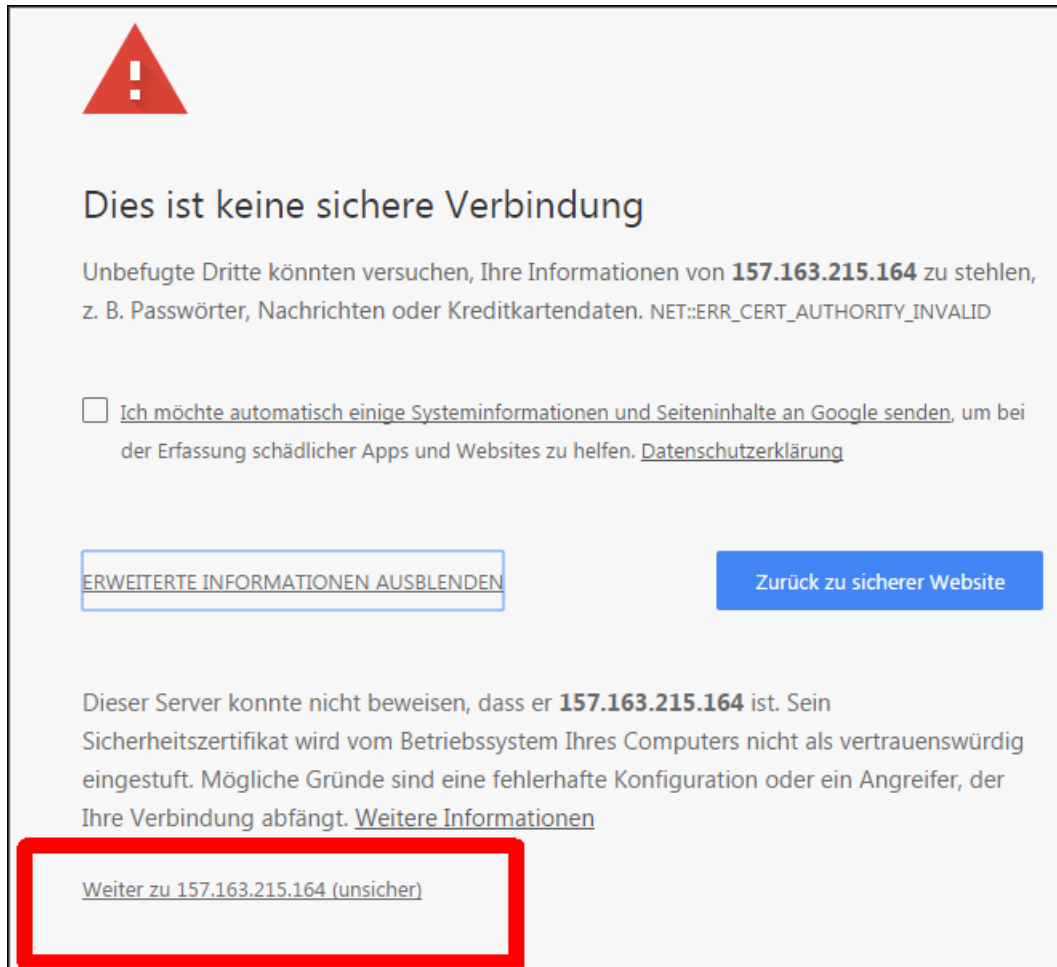 Dies ist keine sichere Verbindung
Unbefugte Dritte könnten versuchen, Ihre Informationen von 157.163.215.164 zu stehlen,
z. B. Passwörter, Nachrichten oder Kreditkartendaten. NET::ERR_CERT_AUTHORITY_INVALID
Ich möchte automatisch einige Systeminformationen und Seiteninhalte an Google senden, um bei
der Erfassung schädlicher Apps und Websites zu helfen. Datenschutzerklärung
ERWEITERTE INFORMATIONEN AUSBLENDEN
Zurück zu sicherer Website
Dieser Server konnte nicht beweisen, dass er 157.163.215.164 ist. Sein
Sicherheitszertifikat wird vom Betriebssystem Ihres Computers nicht als vertrauenswürdig
eingestuft. Mögliche Gründe sind eine fehlerhafte Konfiguration oder ein Angreifer, der
Ihre Verbindung abfängt. Weitere Informationen
Weiter zu 157.163.215.164 (unsicher)